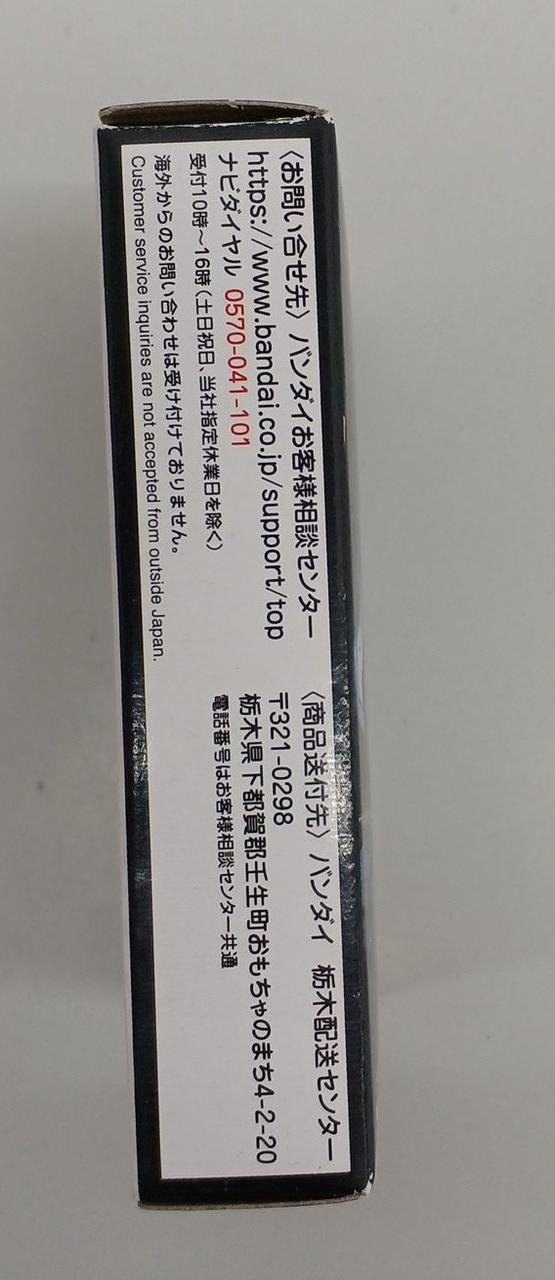 〈お問い合せ先〉バンダイお客様相談センター
https://www.bandai.co.jp/support/top
ナビダイヤル 0570-041-101
受付10時〜16時(土日祝日、当社指定休業日を除く)
海外からのお問い合わせは受け付けておりません。
Customer service inquiries are not accepted from outside Japan.
〈商品送付先〉バンダイ 栃木配送センター
〒321-0298
栃木県下都賀郡壬生町おもちゃのまち4-2-20
電話番号はお客様相談センター共通